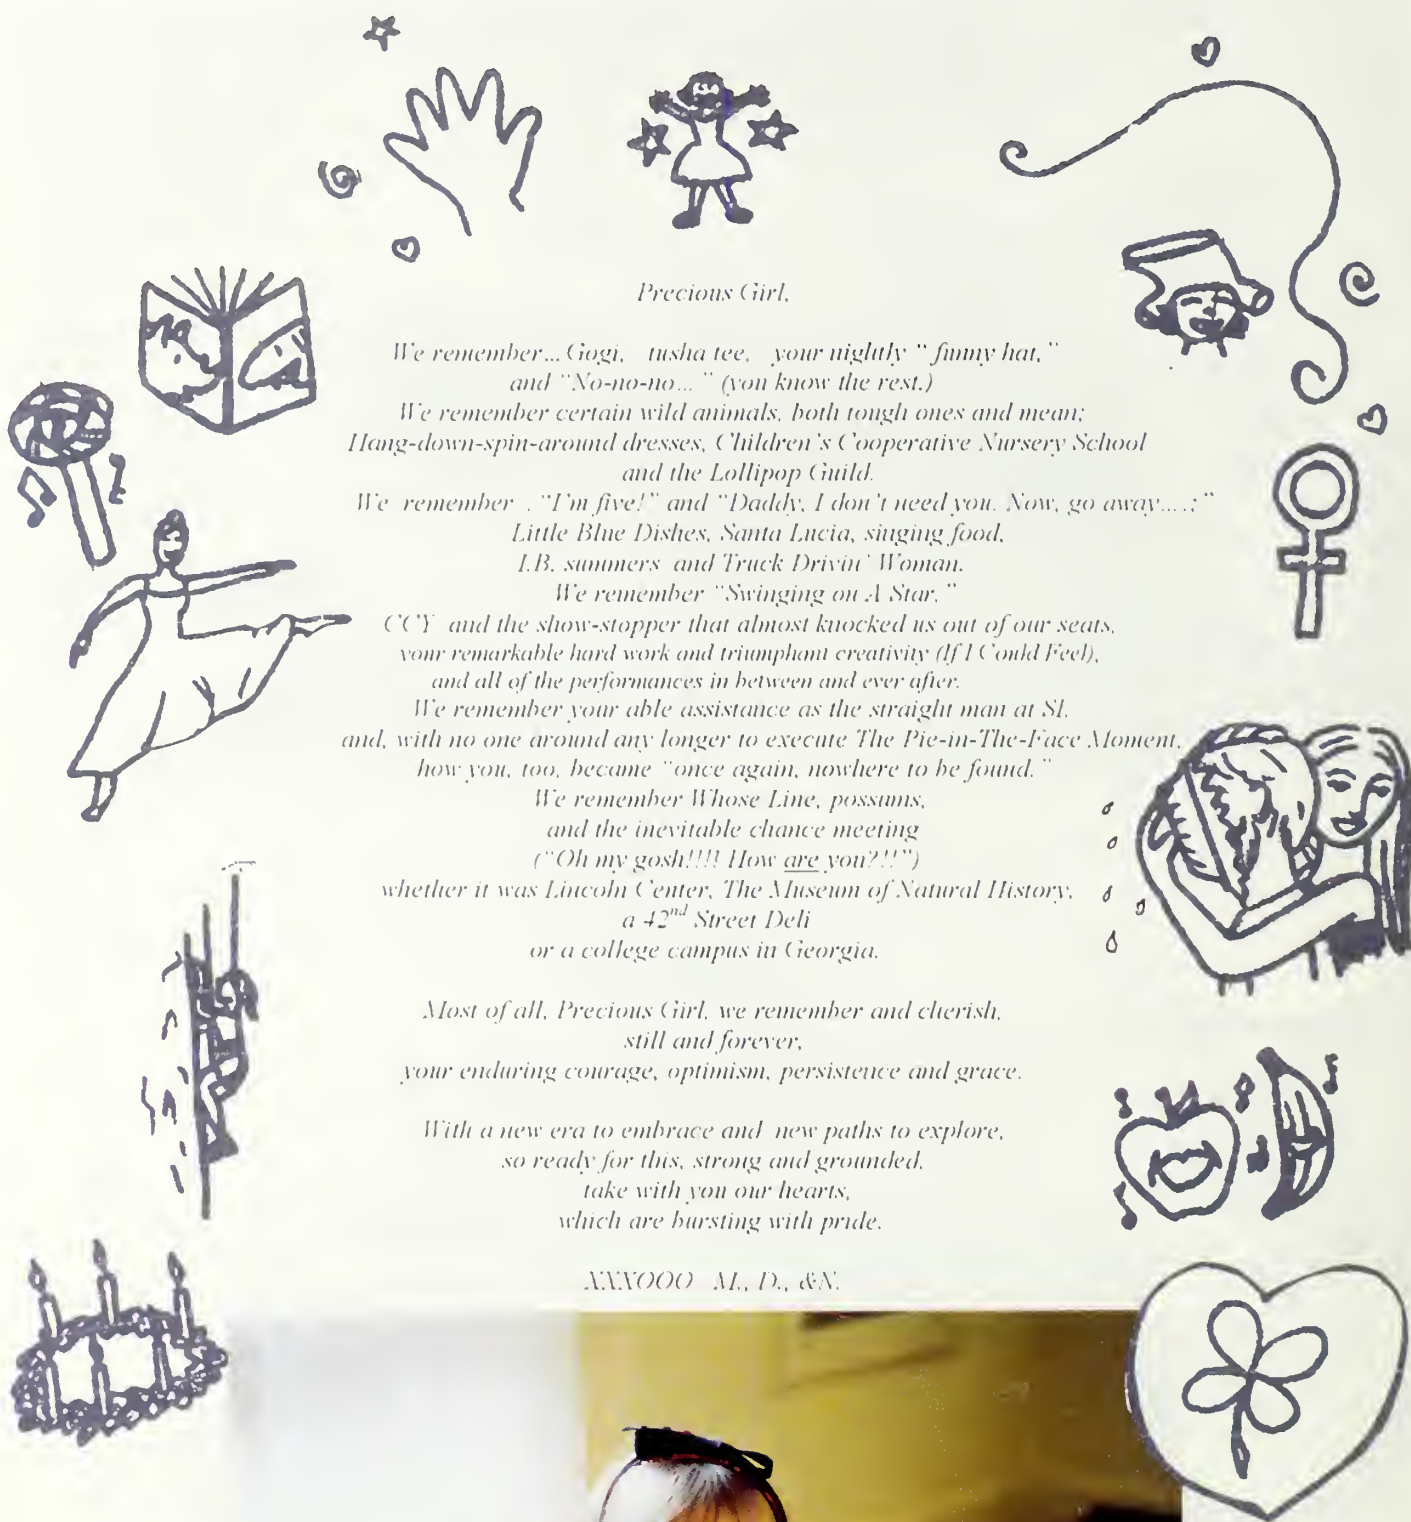 Precious Girl,
We remember... Gogi, tusha tee, your nightly " funny hat,"
and "No-no-no... " (you know the rest.)
We remember certain wild animals, both tough ones and mean;
Hang-down-spin-around dresses, Children's Cooperative Nursery School
and the Lollipop Guild.
We remember . "I'm five!" and "Daddy, I don't need you. Now, go away....;"
Little Blue Dishes, Santa Lucia, singing food,
I.B. summers and Truck Drivin' Woman.
We remember "Swinging on A Star,"
CCY and the show-stopper that almost knocked us out of our seats,
your remarkable hard work and triumphant creativity (If I Could Feel),
and all of the performances in between and ever after.
We remember your able assistance as the straight man at SI,
and, with no one around any longer to execute The Pie-in-The-Face Moment,
how you, too, became "once again, nowhere to be found."
We remember Whose Line, possums,
and the inevitable chance meeting
("Oh my gosh!!!! How are you?!!")
whether it was Lincoln Center, The Museum of Natural History,
a 42nd Street Deli
or a college campus in Georgia.
Most of all, Precious Girl, we remember and cherish,
still and forever,
your enduring courage, optimism, persistence and grace.
With a new era to embrace and new paths to explore,
so ready for this, strong and grounded,
take with you our hearts,
which are bursting with pride.
XXXOOO M., D., &N.